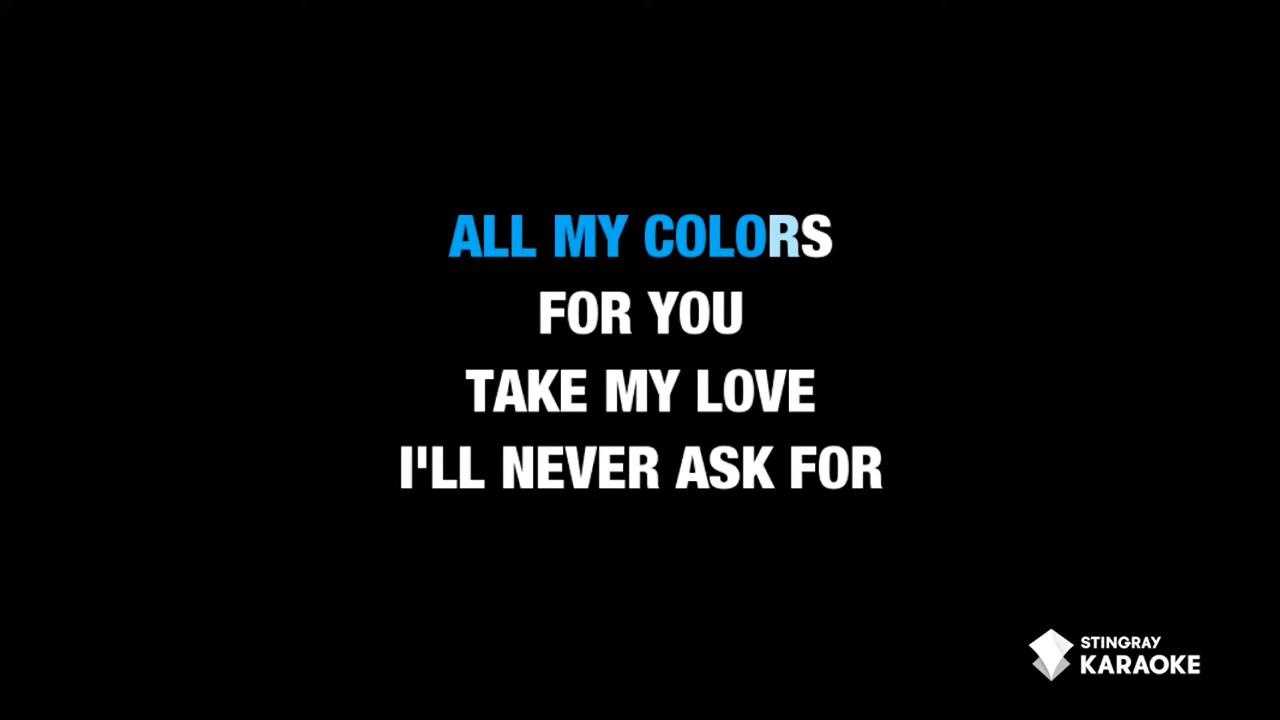 ALL MY COLORS
FOR YOU
TAKE MY LOVE
I'LL NEVER ASK FOR
STINGRAY
KARAOKE